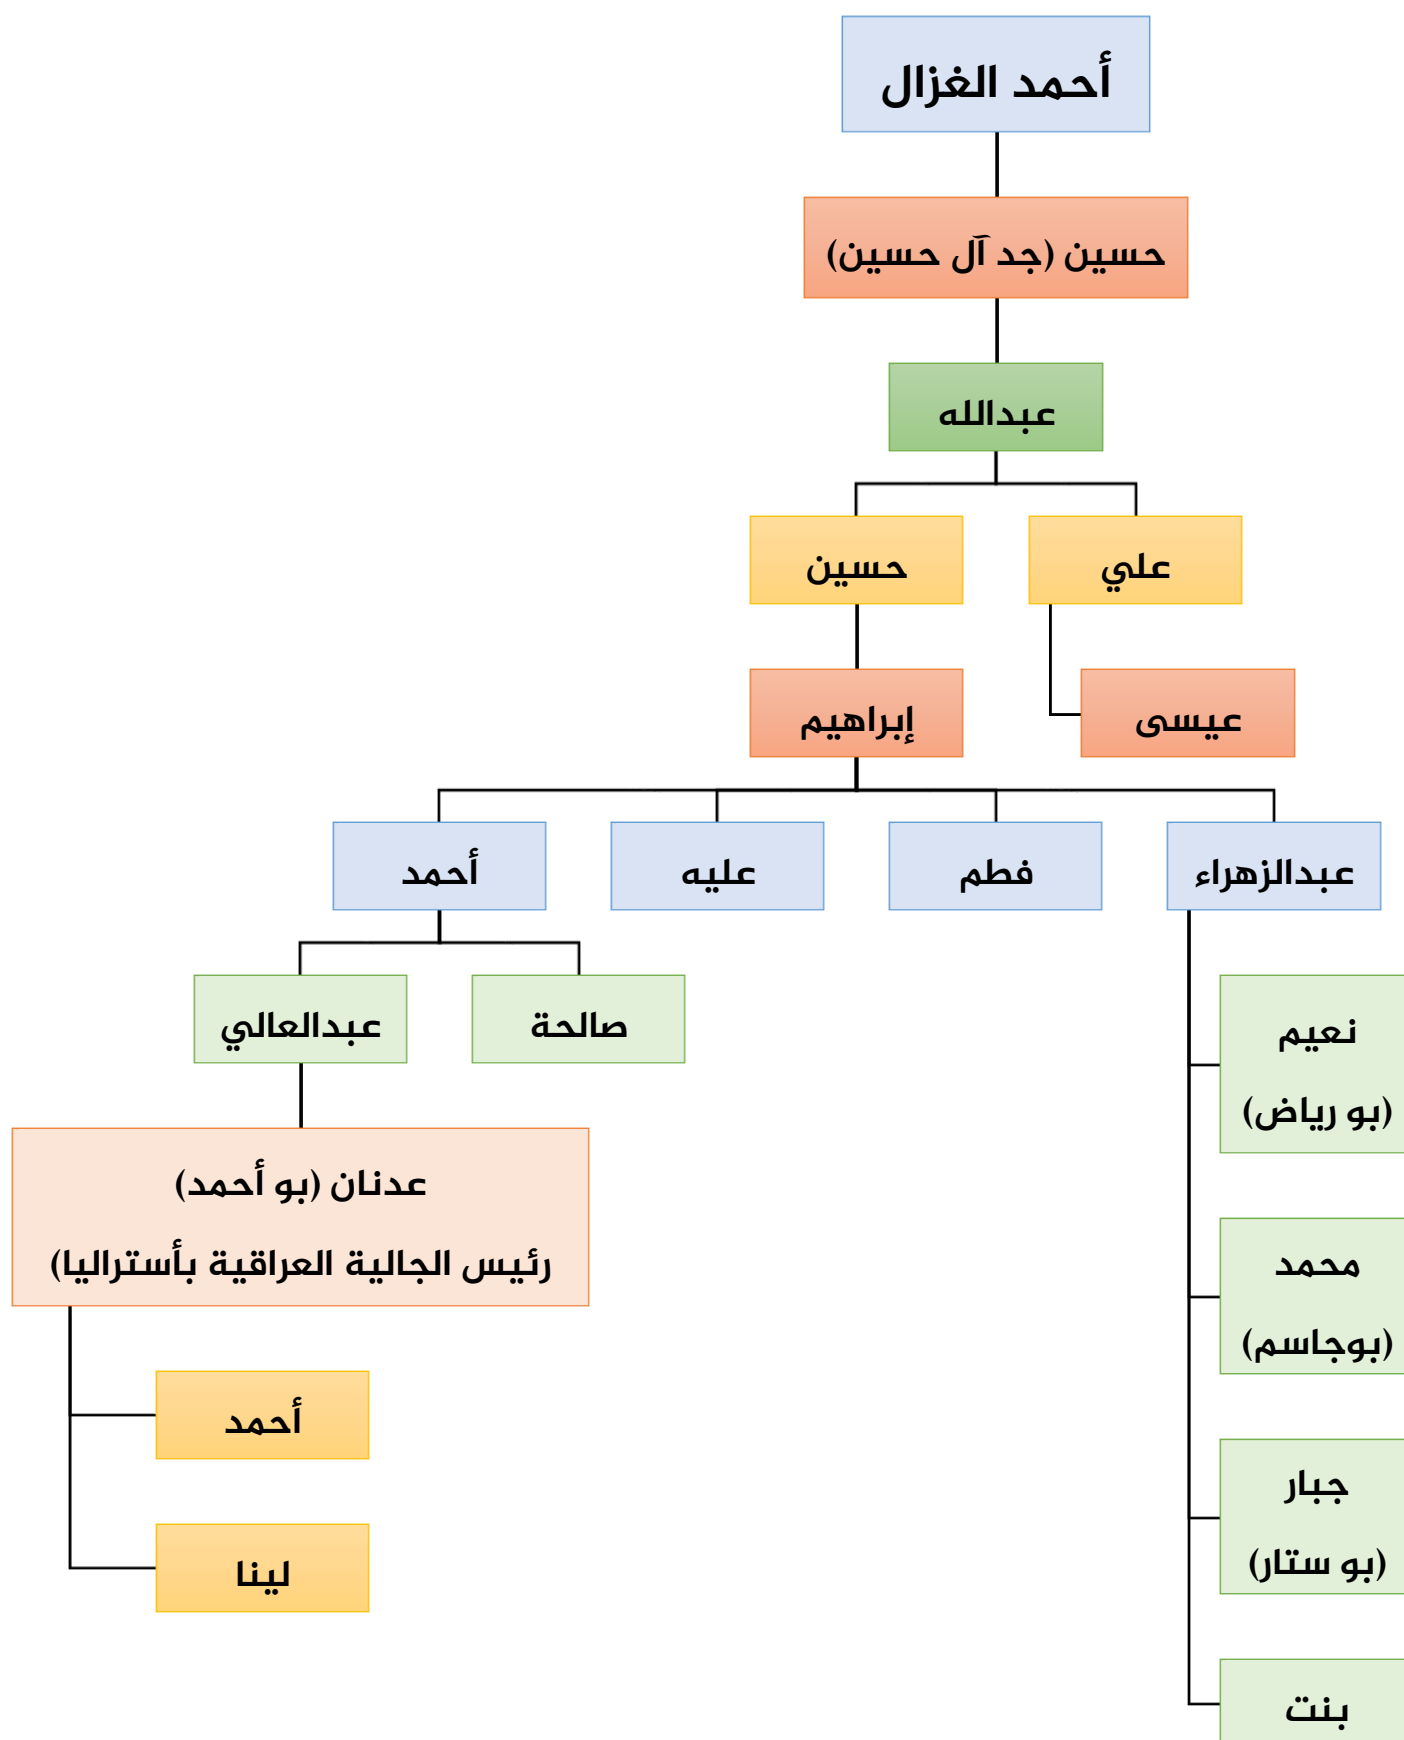 أحمد الغزال
حسين (جد آل حسين)
عبدالله
علي
حسين
عيسى
إبراهيم
عبدالزهراء
فطم
عليه
أحمد
صالحة
عبدالعالي
نعيم
(بو رياض)
عدنان (بو أحمد)
رئيس الجالية العراقية بأستراليا)
محمد
(بوجاسم)
أحمد
جبار
(بو ستار)
لينا
بنت